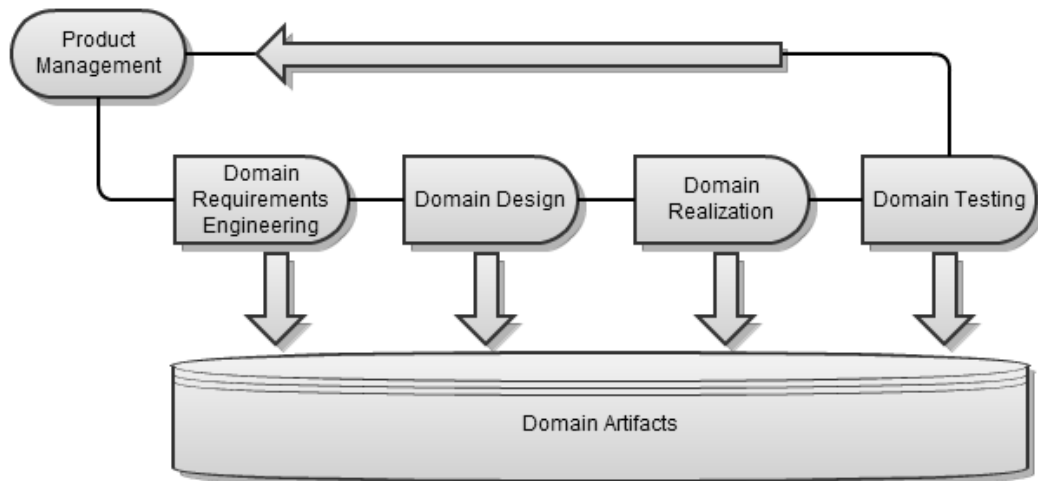 Product
Management
Domain
Requirements
Engineering
Domain Design
Domain
Realization
Domain Testing
Domain Artifacts